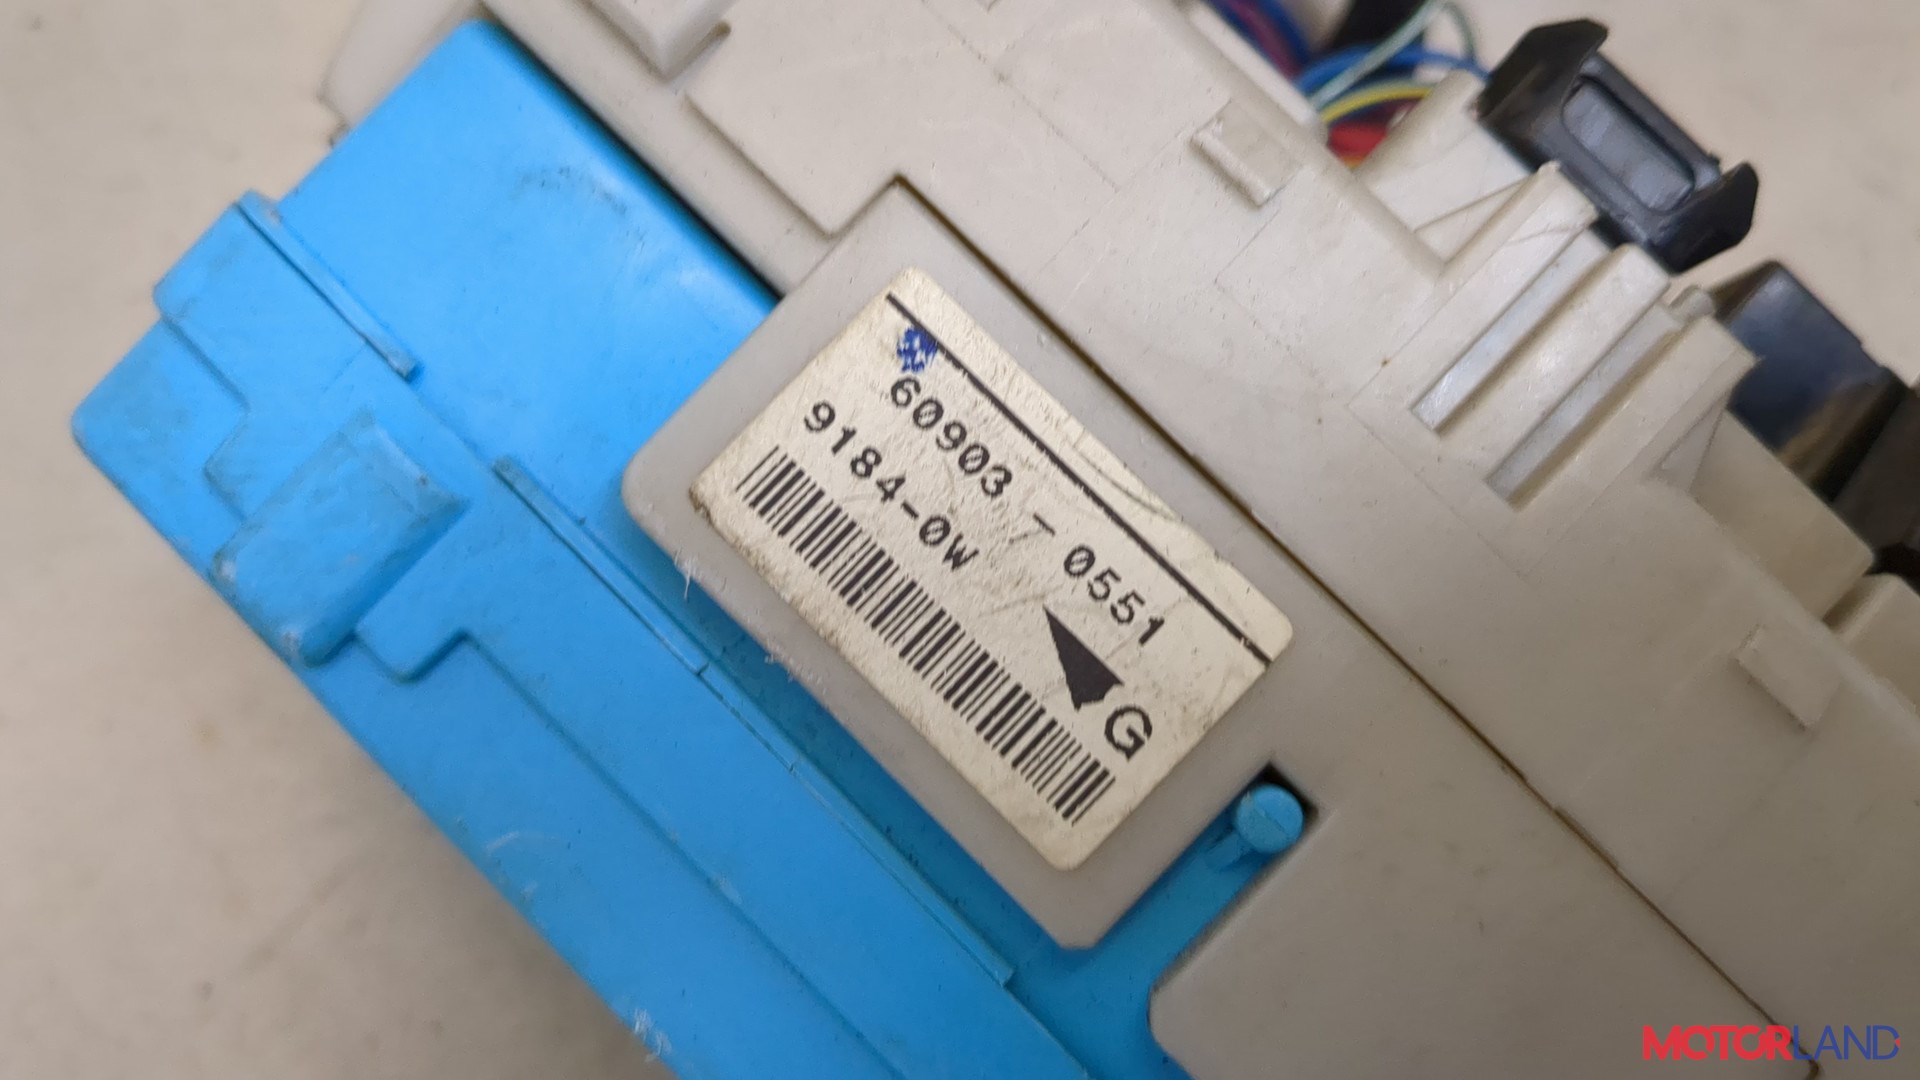 60903 - 0551
9184-0W
G
MOTORLAND